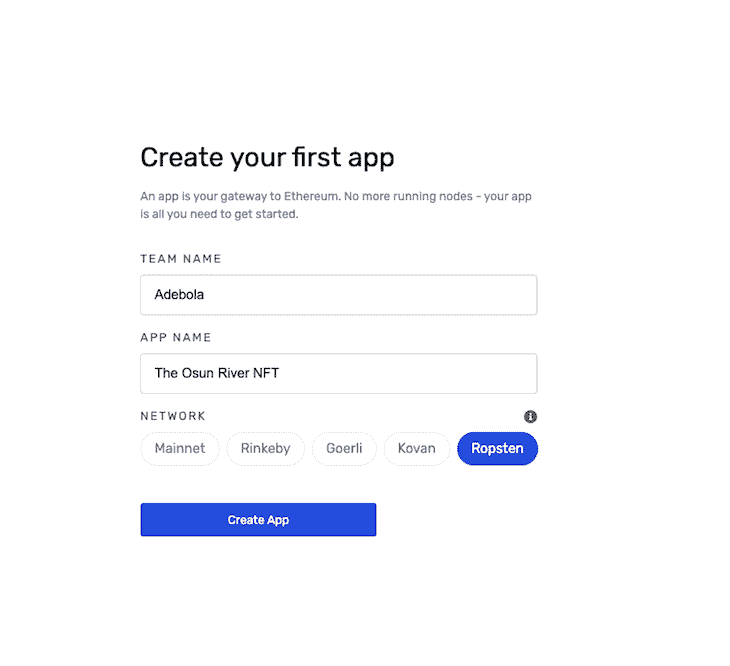 Create your first app
An app is your gateway to Ethereum. No more running nodes - your app
is all you need to get started.
TEAM NAME
Adebola
APP NAME
The Osun River NFT
NETWORK
Mainnet Rinkeby Goerli Kovan Ropsten
Create App